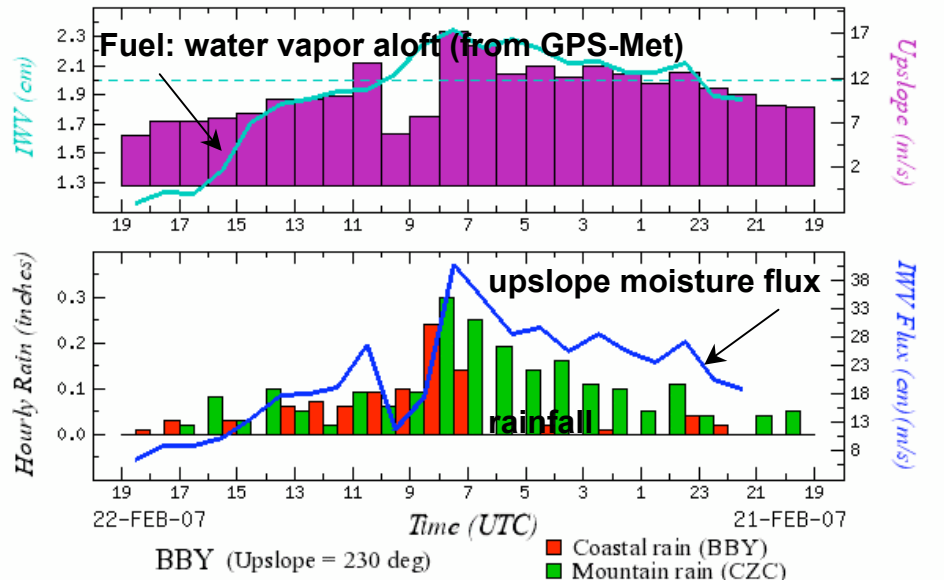 Fuel: water vapor aloft (from GPS-Met)
IWV (cm)
2.3
2.1
1.9
1.7
1.5
1.3
17
12
7
2
Upslope (m/s)
19 17 15 13 11 9 7 5 3 1 23 21 19
Hourly Rain (inches)
0.3
0.2
0.1
0.0
upslope moisture flux
rainfall
38
33
28
23
18
13
8
IWV Flux (cm)(m/s)
19 17 15 13 11 9 7 5 3 1 23 21 19
22-FEB-07 Time (UTC) 21-FEB-07
BBY (Upslope = 230 deg)
Coastal rain (BBY)
Mountain rain (CZC)